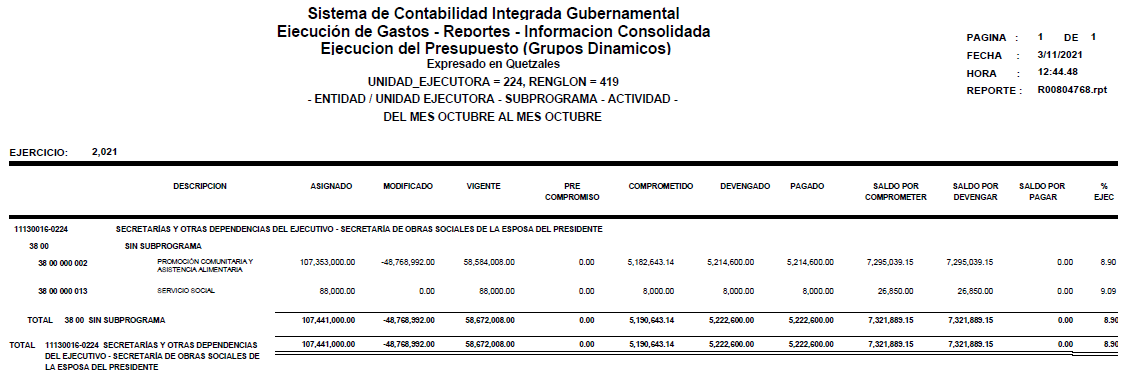 Sistema de Contabilidad Integrada Gubernamental
Ejecución de Gastos - Reportes - Informacion Consolidada
Ejecucion del Presupuesto (Grupos Dinamicos)
Expresado en Quetzales
UNIDAD_EJECUTORA = 224, RENGLON = 419
- ENTIDAD / UNIDAD EJECUTORA - SUBPROGRAMA - ACTIVIDAD -
DEL MES OCTUBRE AL MES OCTUBRE
PAGINA : 1 DE 1
FECHA : 3/11/2021
HORA : 12:44.48
REPORTE : R00804768.rpt
EJERCICIO: 2,021
DESCRIPCION ASIGNADO MODIFICADO VIGENTE PRE COMPROMETIDO DEVENGADO PAGADO SALDO POR SALDO POR SALDO POR %
COMPROMISO COMPROMETER DEVENGAR PAGAR EJEC
11130016-0224 SECRETARÍAS Y OTRAS DEPENDENCIAS DEL EJECUTIVO - SECRETARÍA DE OBRAS SOCIALES DE LA ESPOSA DEL PRESIDENTE
38 00 SIN SUBPROGRAMA
38 00 000 002 PROMOCIÓN COMUNITARIA Y 107,353,000.00 -48,768,992.00 58,584,008.00 0.00 5,182,643.14 5,214,600.00 5,214,600.00 7,295,039.15 7,295,039.15 0.00 8.90
ASISTENCIA ALIMENTARIA
38 00 000 013 SERVICIO SOCIAL 88,000.00 0.00 88,000.00 0.00 8,000.00 8,000.00 8,000.00 26,850.00 26,850.00 0.00 9.09
TOTAL 38 00 SIN SUBPROGRAMA 107,441,000.00 -48,768,992.00 58,672,008.00 0.00 5,190,643.14 5,222,600.00 5,222,600.00 7,321,889.15 7,321,889.15 0.00 8.90
TOTAL 11130016-0224 SECRETARÍAS Y OTRAS DEPENDENCIAS 107,441,000.00 -48,768,992.00 58,672,008.00 0.00 5,190,643.14 5,222,600.00 5,222,600.00 7,321,889.15 7,321,889.15 0.00 8.90
DEL EJECUTIVO - SECRETARÍA DE OBRAS SOCIALES DE
LA ESPOSA DEL PRESIDENTE